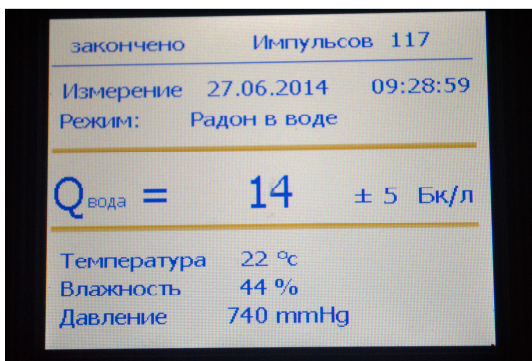 закончено Импульсов 117
Измерение 27.06.2014 09:28:59
Режим: Радон в воде
Qвода = 14 ± 5 Бк/л
Температура 22 °c
Влажность 44 %
Давление 740 mmHg